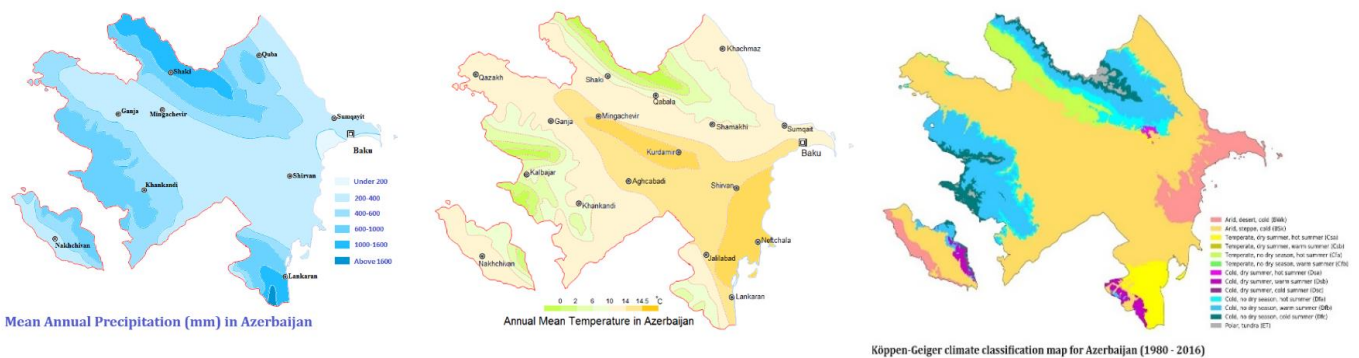 Quba
Shaki
Ganja
Mingachevir
Sumqayit
Baku
Khankandi
Shirvan
Nakhchivan
Lankaran
Under 200
200-400
400-600
600-1000
1000-1600
Above 1600
Mean Annual Precipitation (mm) in Azerbaijan
Khachmaz
Qazakh
Shaki
Qabala
Ganja
Mingachevir
Shamakhi
Sumqait
Baku
Kurdamir
Kalbajar
Aghcabadi
Shirvan
Khankandi
Neftchala
Nakhchivan
Jalilabad
Lankaran
0 2 8 12 14 14.5 °C
Annual Mean Temperature in Azerbaijan
Arid, desert, cold (BWk)
Arid, steppe, cold (BSk)
Temperate, dry summer, hot summer (Csa)
Temperate, dry summer, warm summer (Csb)
Temperate, no dry season, hot summer (Cfa)
Temperate, no dry season, warm summer (Cfb)
Cold, dry summer, hot summer (Dsa)
Cold, dry summer, warm summer (Dsb)
Cold, dry summer, cold summer (Dsc)
Cold, no dry season, hot summer (Dfa)
Cold, no dry season, warm summer (Dfb)
Cold, no dry season, cold summer (Dfc)
Polar, tundra (ET)
Köppen-Geiger climate classification map for Azerbaijan (1980 - 2016)